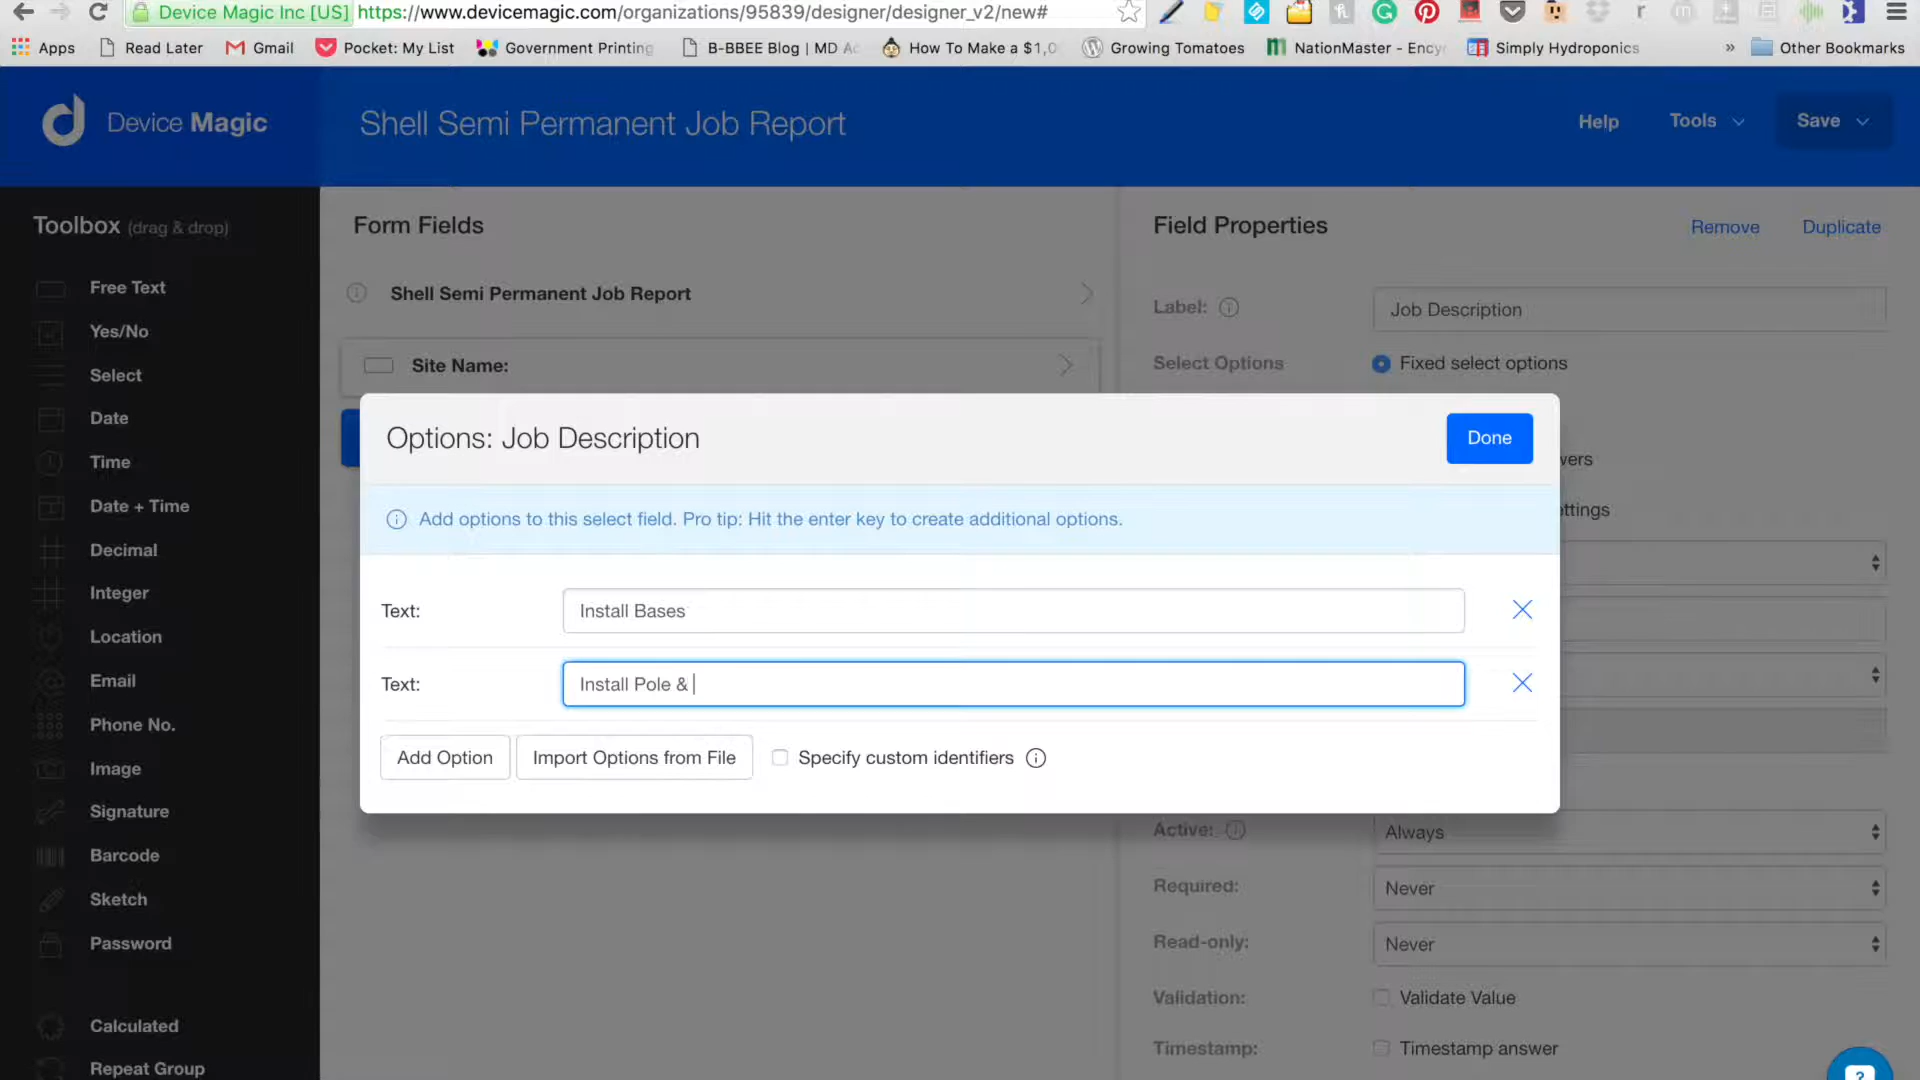 Device Magic Inc [US] https://www.devicemagic.com/organizations/95839/designer/designer_v2/new#
Apps Read Later Gmail Pocket: My List Government Printing B-BBEE Blog | MD How To Make a $1,0 Growing Tomatoes NationMaster - Ency Simply Hydroponics » Other Bookmarks
Device Magic
Shell Semi Permanent Job Report
Help Tools Save
Toolbox (drag & drop)
Form Fields
Field Properties
Remove Duplicate
Free Text
Yes/No
Select
Date
Time
Date + Time
Decimal
Integer
Location
Email
Phone No.
Image
Signature
Barcode
Sketch
Password
Calculated
Repeat Group
Shell Semi Permanent Job Report
Site Name:
Label: Job Description
Select Options Fixed select options
vers
ttings
Options: Job Description
Done
Add options to this select field. Pro tip: Hit the enter key to create additional options.
Text: Install Bases
Text: Install Pole &
Add Option Import Options from File Specify custom identifiers
Active: Always
Required: Never
Read-only: Never
Validation: Validate Value
Timestamp: Timestamp answer
?